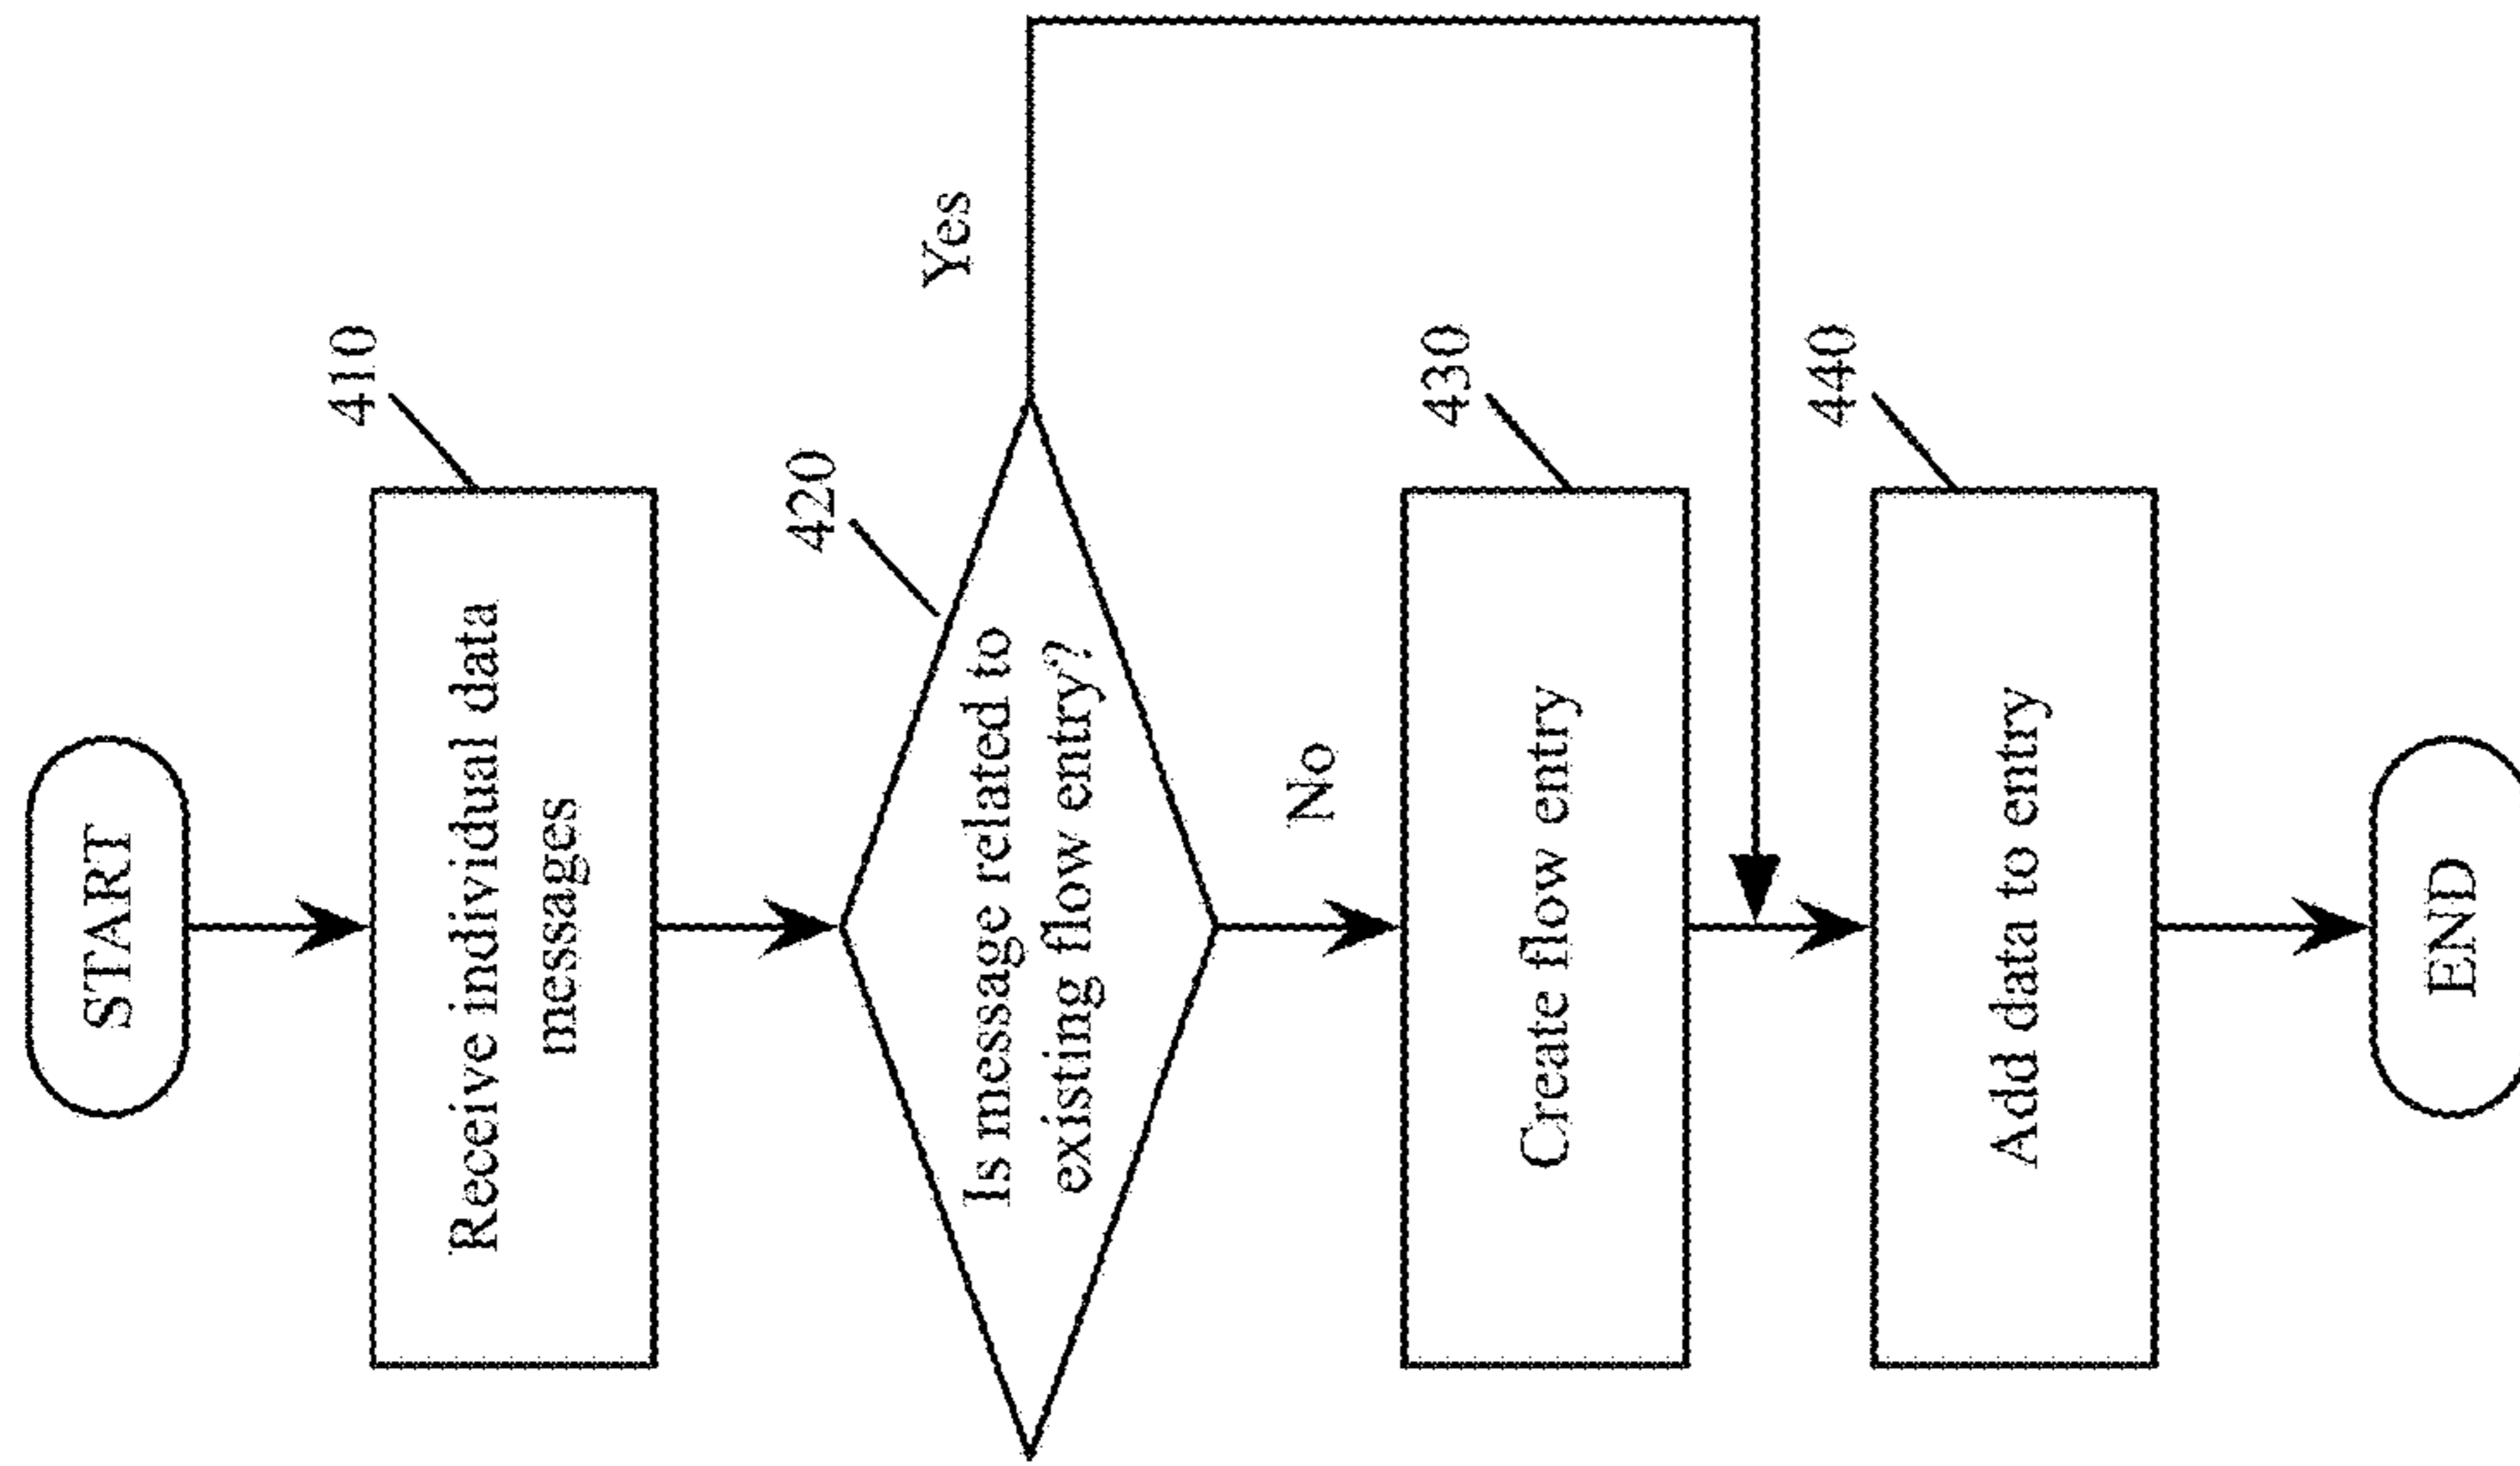 START
410
Receive individual data
messages
420
Is message related to
existing flow entry?
Yes
No
430
Create flow entry
440
Add data to entry
END